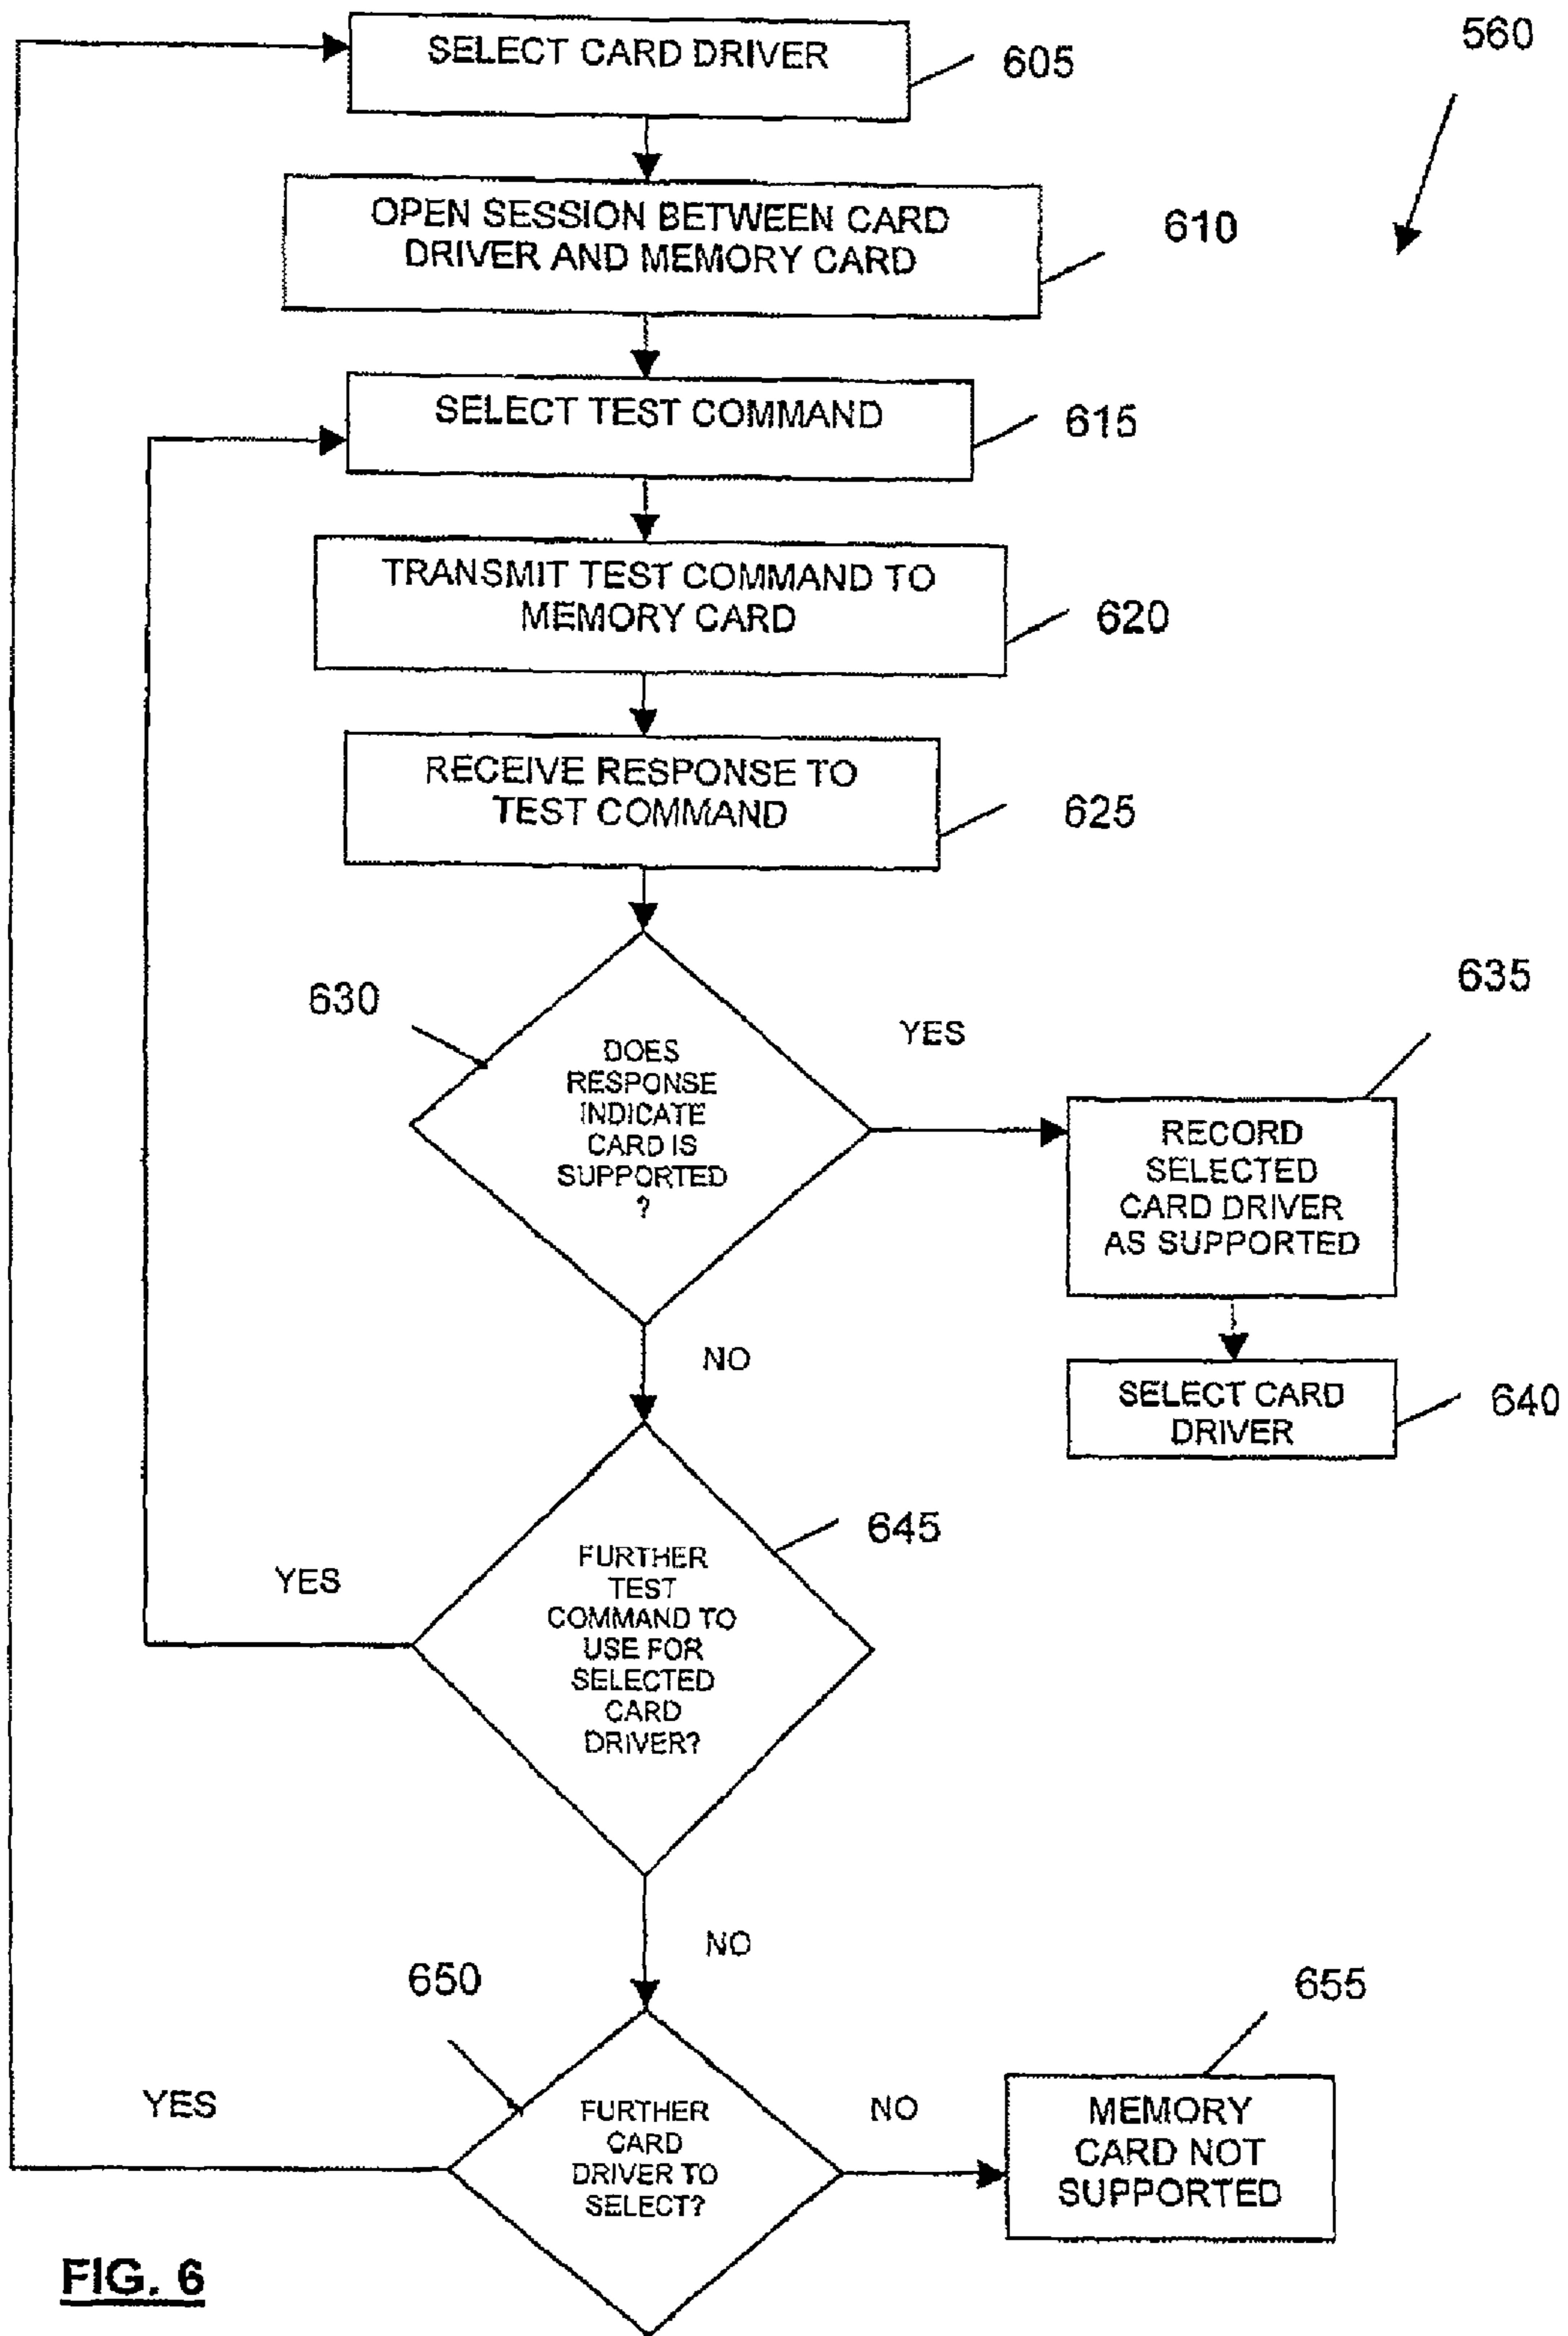 SELECT CARD DRIVER
605
560
OPEN SESSION BETWEEN CARD
DRIVER AND MEMORY CARD
610
SELECT TEST COMMAND
615
TRANSMIT TEST COMMAND TO
MEMORY CARD
620
RECEIVE RESPONSE TO
TEST COMMAND
625
630
DOES
RESPONSE
INDICATE
CARD IS
SUPPORTED
?
YES
635
RECORD
SELECTED
CARD DRIVER
AS SUPPORTED
NO
SELECT CARD
DRIVER
640
645
FURTHER
TEST
COMMAND TO
USE FOR
SELECTED
CARD
DRIVER?
YES
NO
650
FURTHER
CARD
DRIVER TO
SELECT?
YES
NO
655
MEMORY
CARD NOT
SUPPORTED
FIG. 6